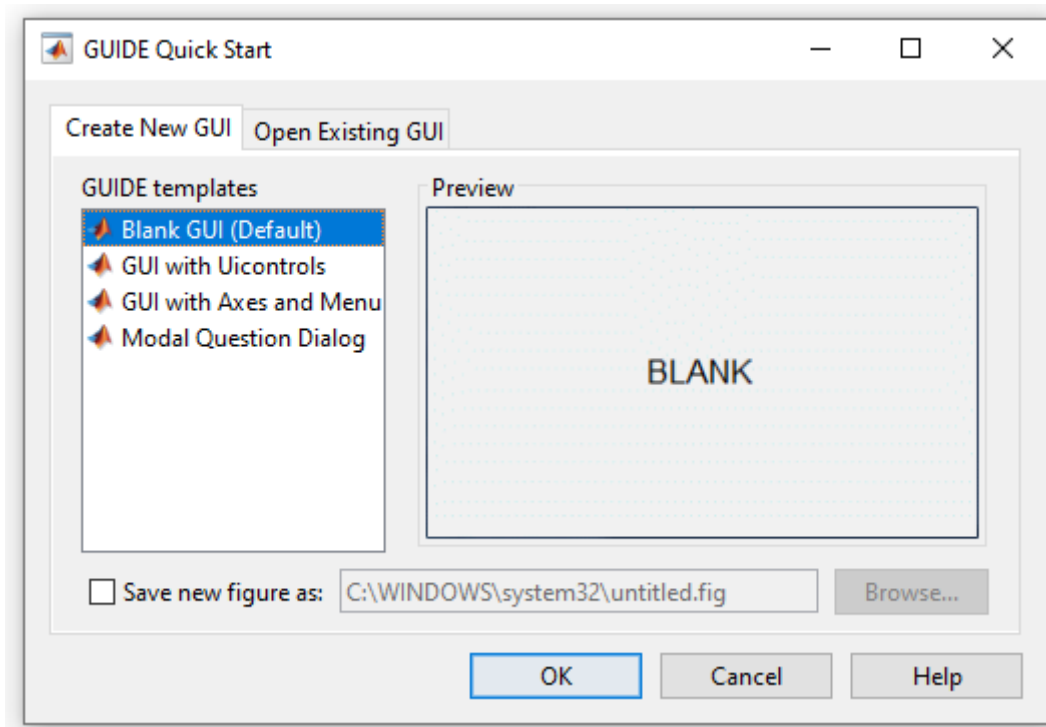 GUIDE Quick Start
Create New GUI
Open Existing GUI
GUIDE templates
Blank GUI (Default)
GUI with Uicontrols
GUI with Axes and Menu
Modal Question Dialog
Preview
BLANK
Save new figure as:
C:\WINDOWS\system32\untitled.fig
Browse...
OK
Cancel
Help